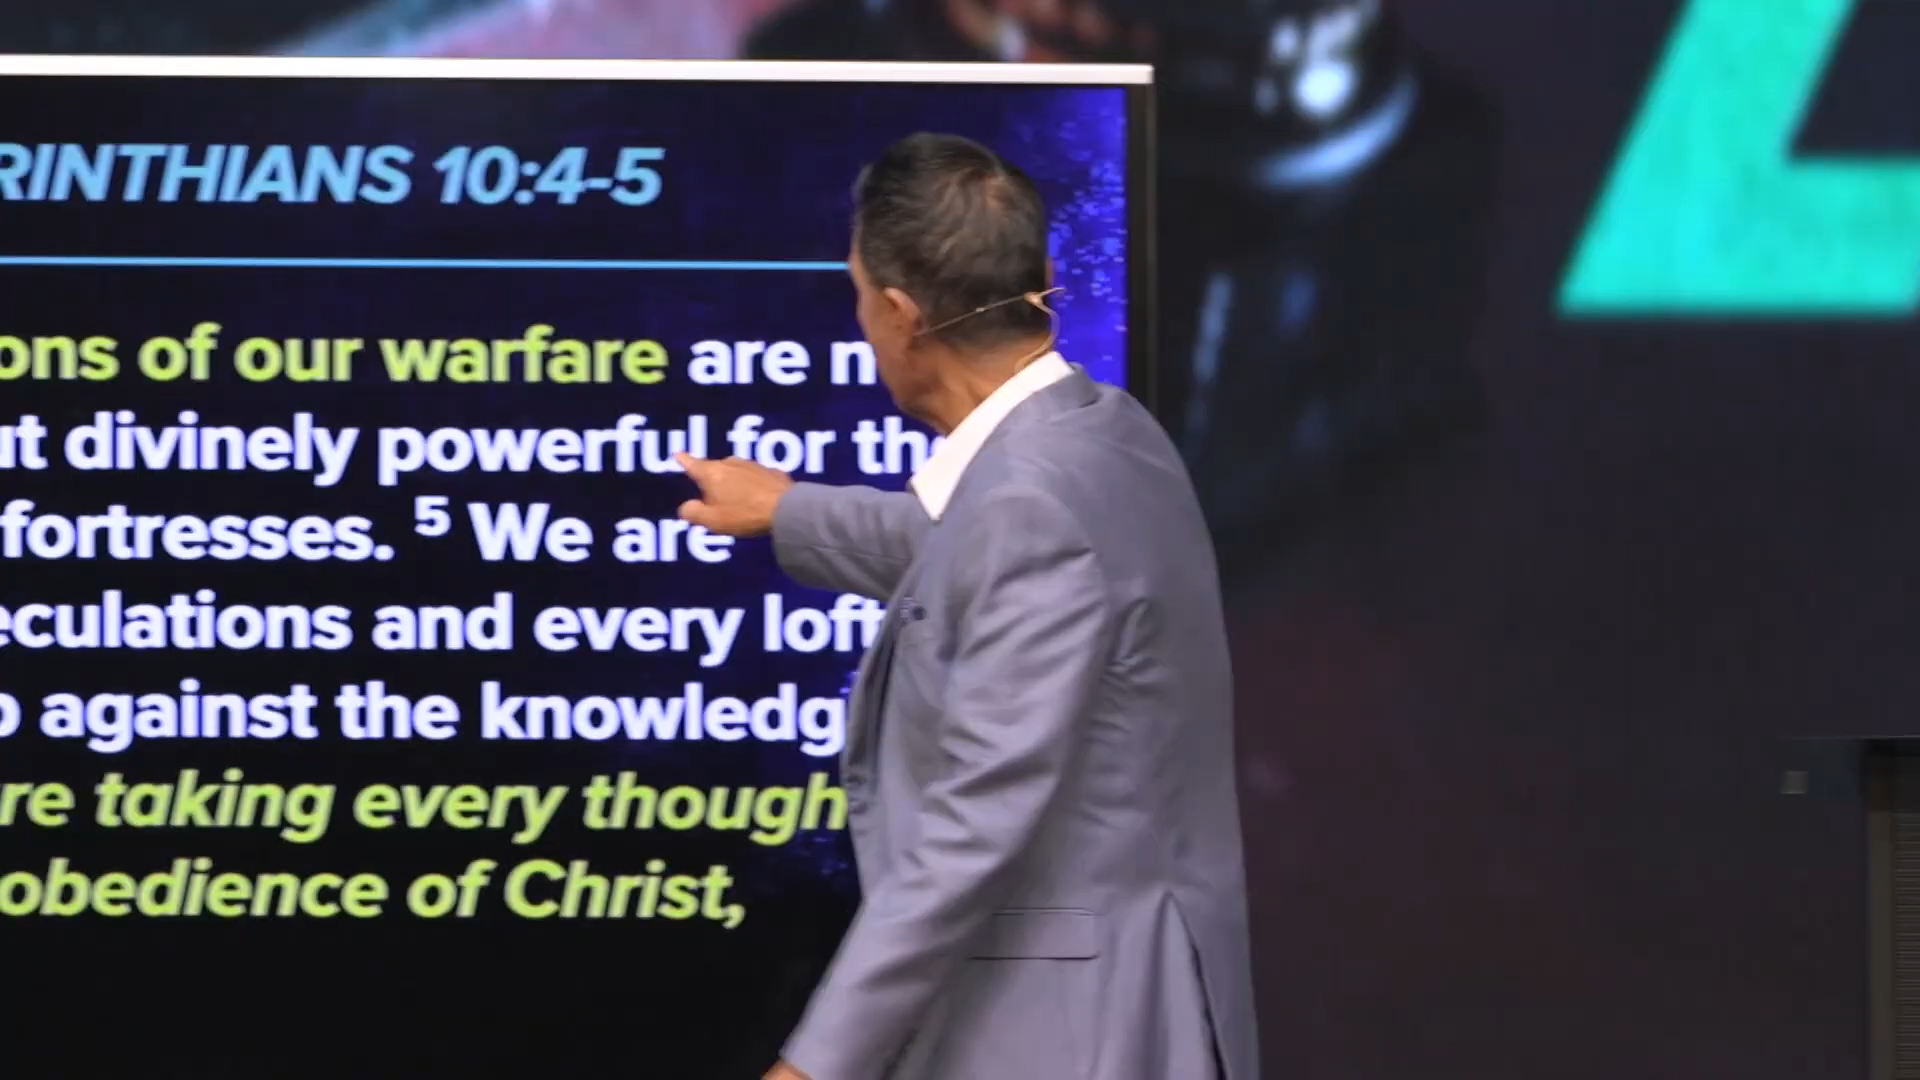 RINTHIANS 10:4-5
ons of our warfare are n
ut divinely powerful for the
fortresses. 5 We are
eculations and every loft
p against the knowledg
re taking every though
obedience of Christ,